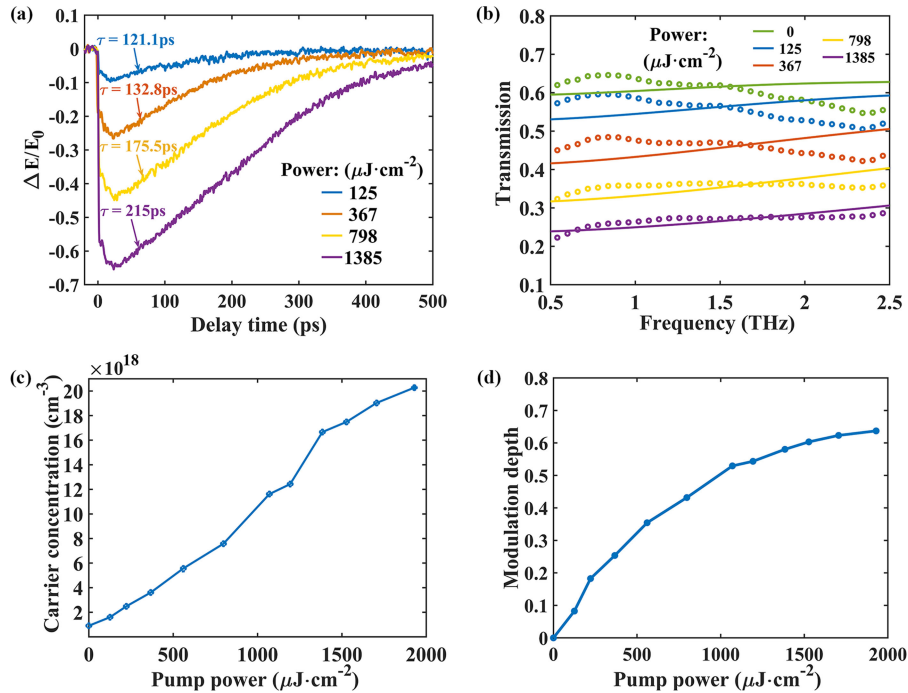 (a)
0.1
0
-0.1
-0.2
-0.3
-0.4
-0.5
-0.6
-0.7
ΔE/E0
τ = 121.1ps
τ = 132.8ps
τ = 175.5ps
τ = 215ps
Power: (μJ·cm-2)
125
367
798
1385
0 100 200 300 400 500
Delay time (ps)
(b)
0.8
0.7
0.6
0.5
0.4
0.3
0.2
0.1
Transmission
Power:
(μJ·cm-2)
0
125
367
798
1385
0.5 1 1.5 2 2.5
Frequency (THz)
(c)
×10^18
20
18
16
14
12
10
8
6
4
2
Carrier concentration (cm-3)
0 500 1000 1500 2000
Pump power (μJ·cm-2)
(d)
0.8
0.7
0.6
0.5
0.4
0.3
0.2
0.1
0
Modulation depth
0 500 1000 1500 2000
Pump power (μJ·cm-2)